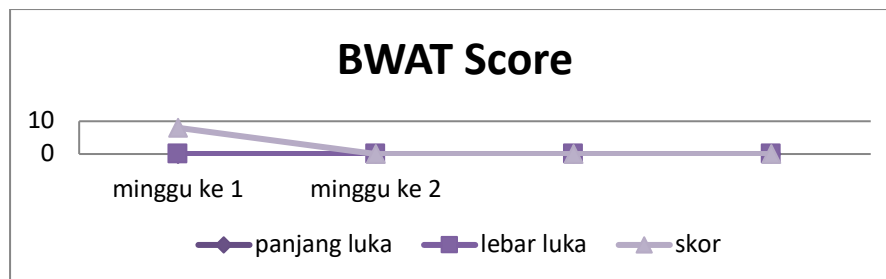 BWAT Score
10
0
minggu ke 1 minggu ke 2
panjang luka lebar luka skor